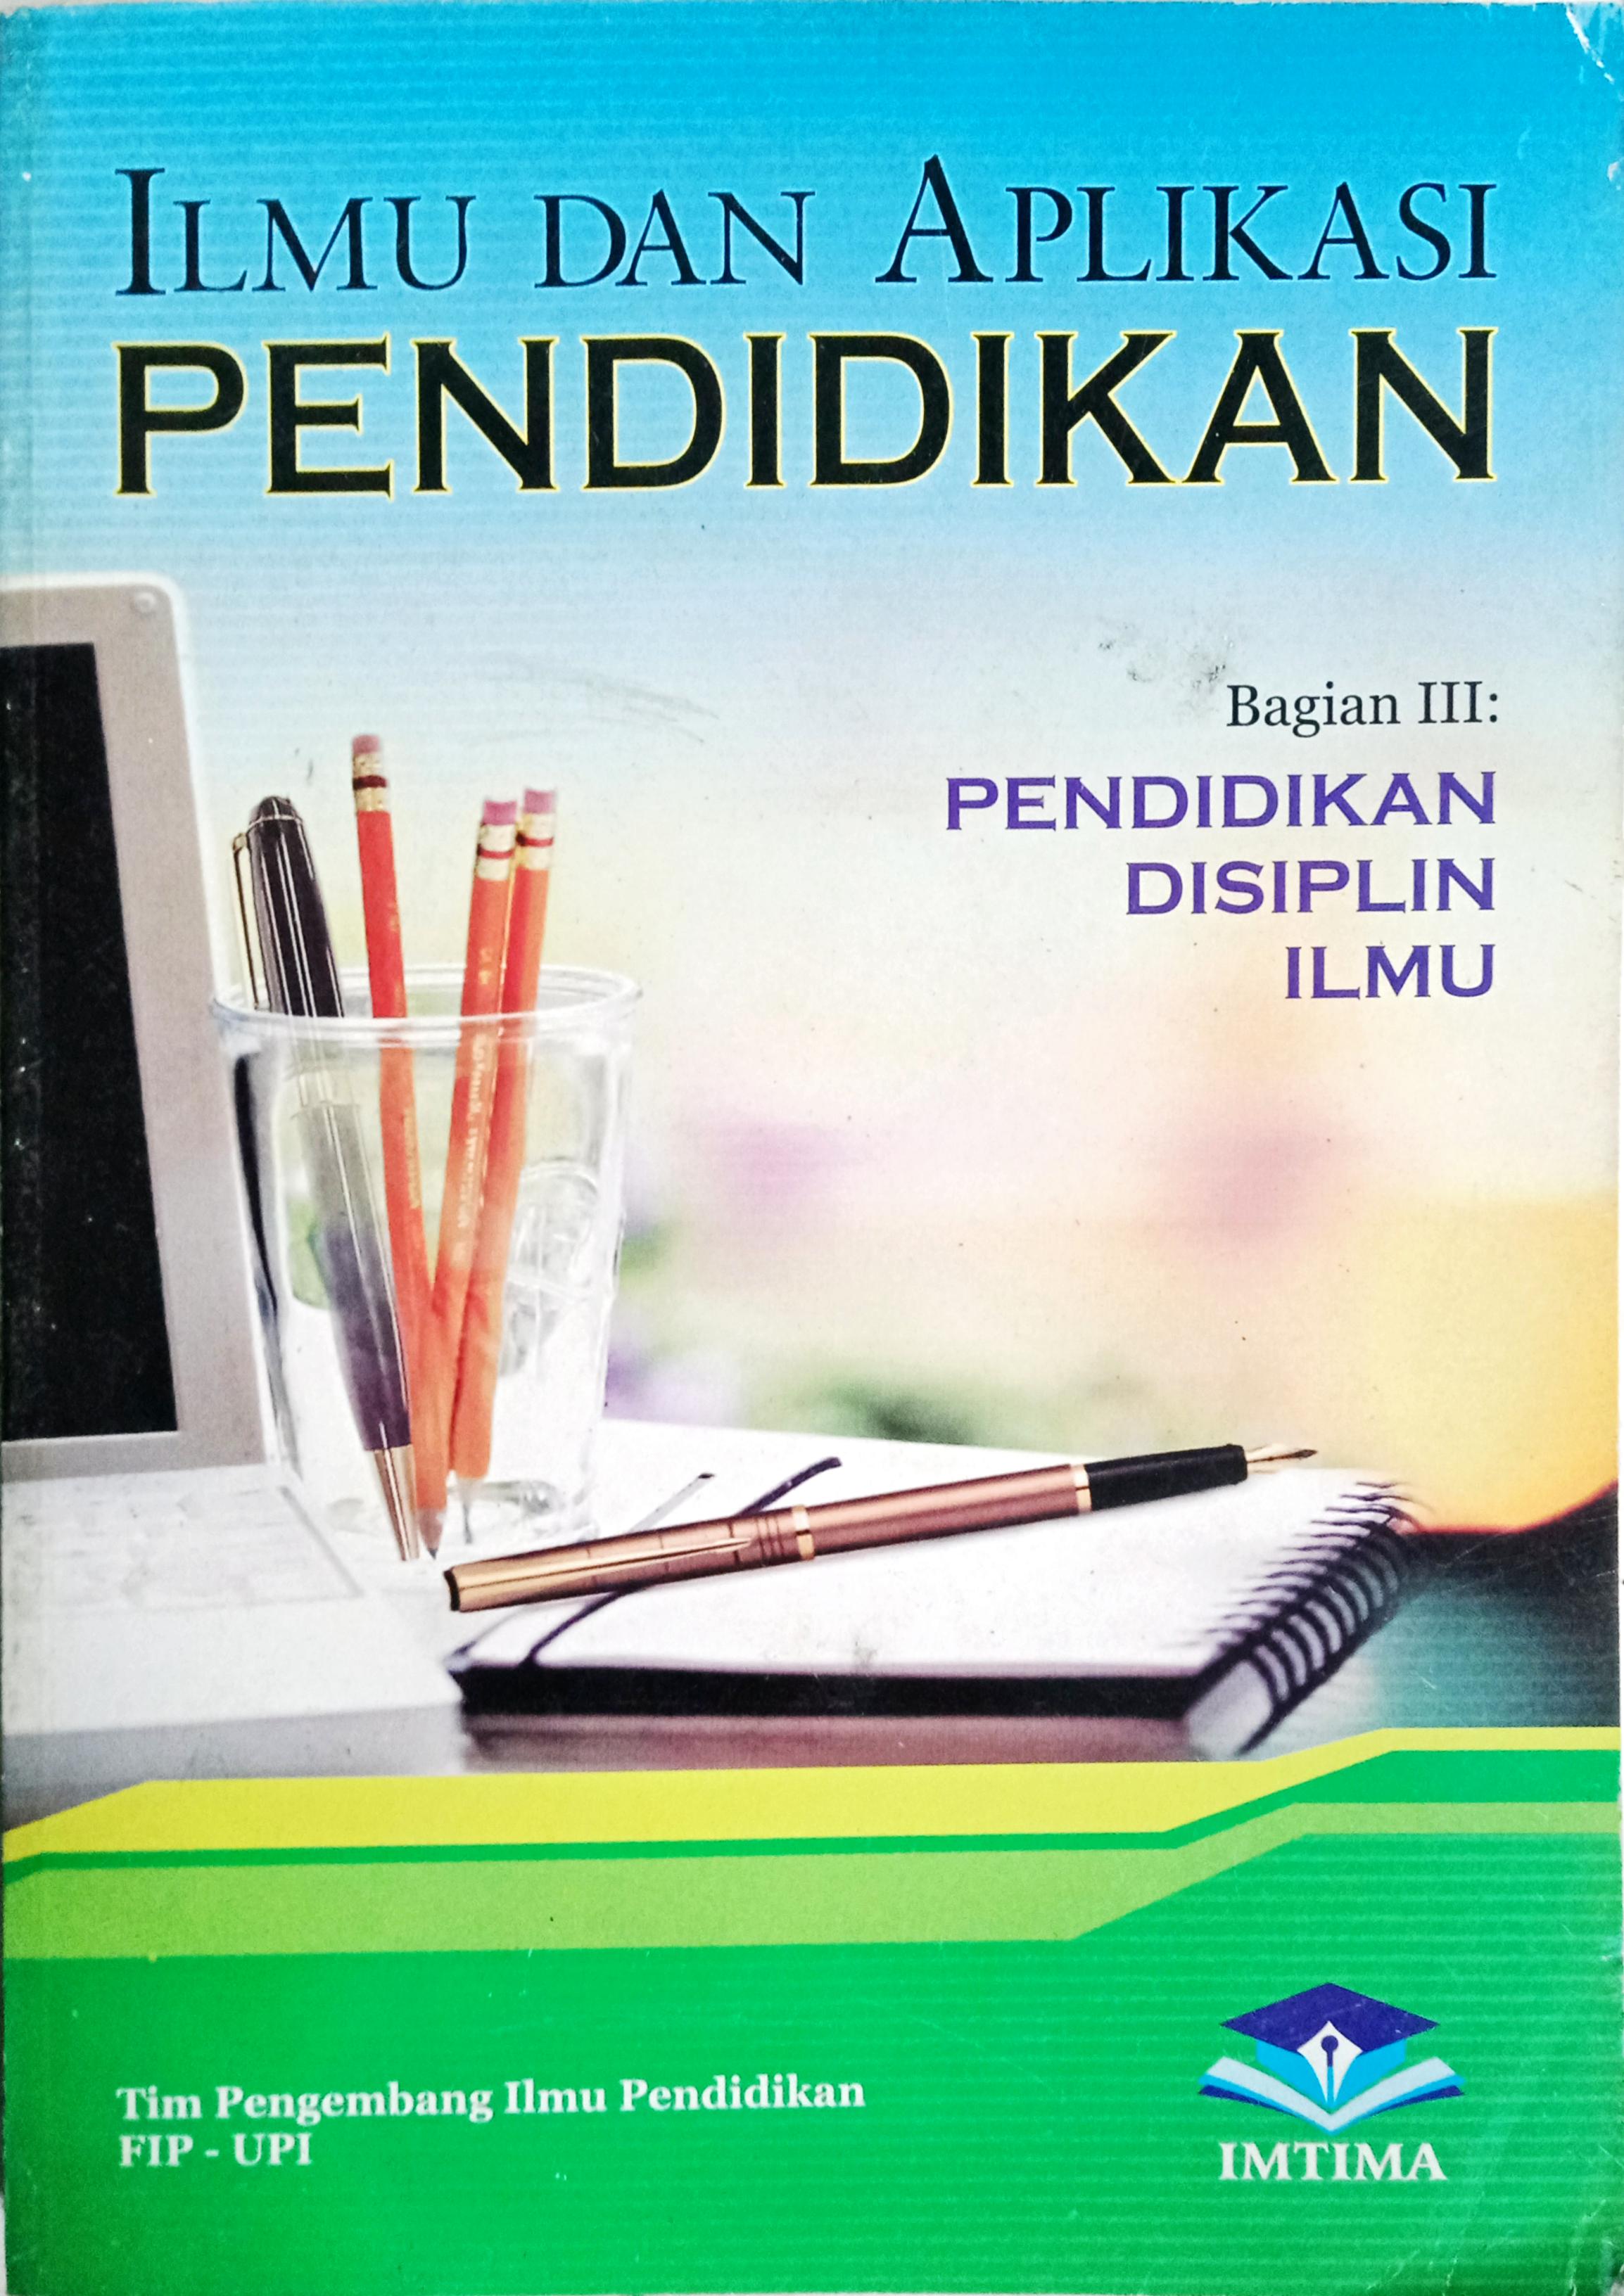 ILMU DAN APLIKASI
PENDIDIKAN
Bagian III:
PENDIDIKAN
DISIPLIN
ILMU
Tim Pengembang Ilmu Pendidikan
FIP - UPI
IMTIMA